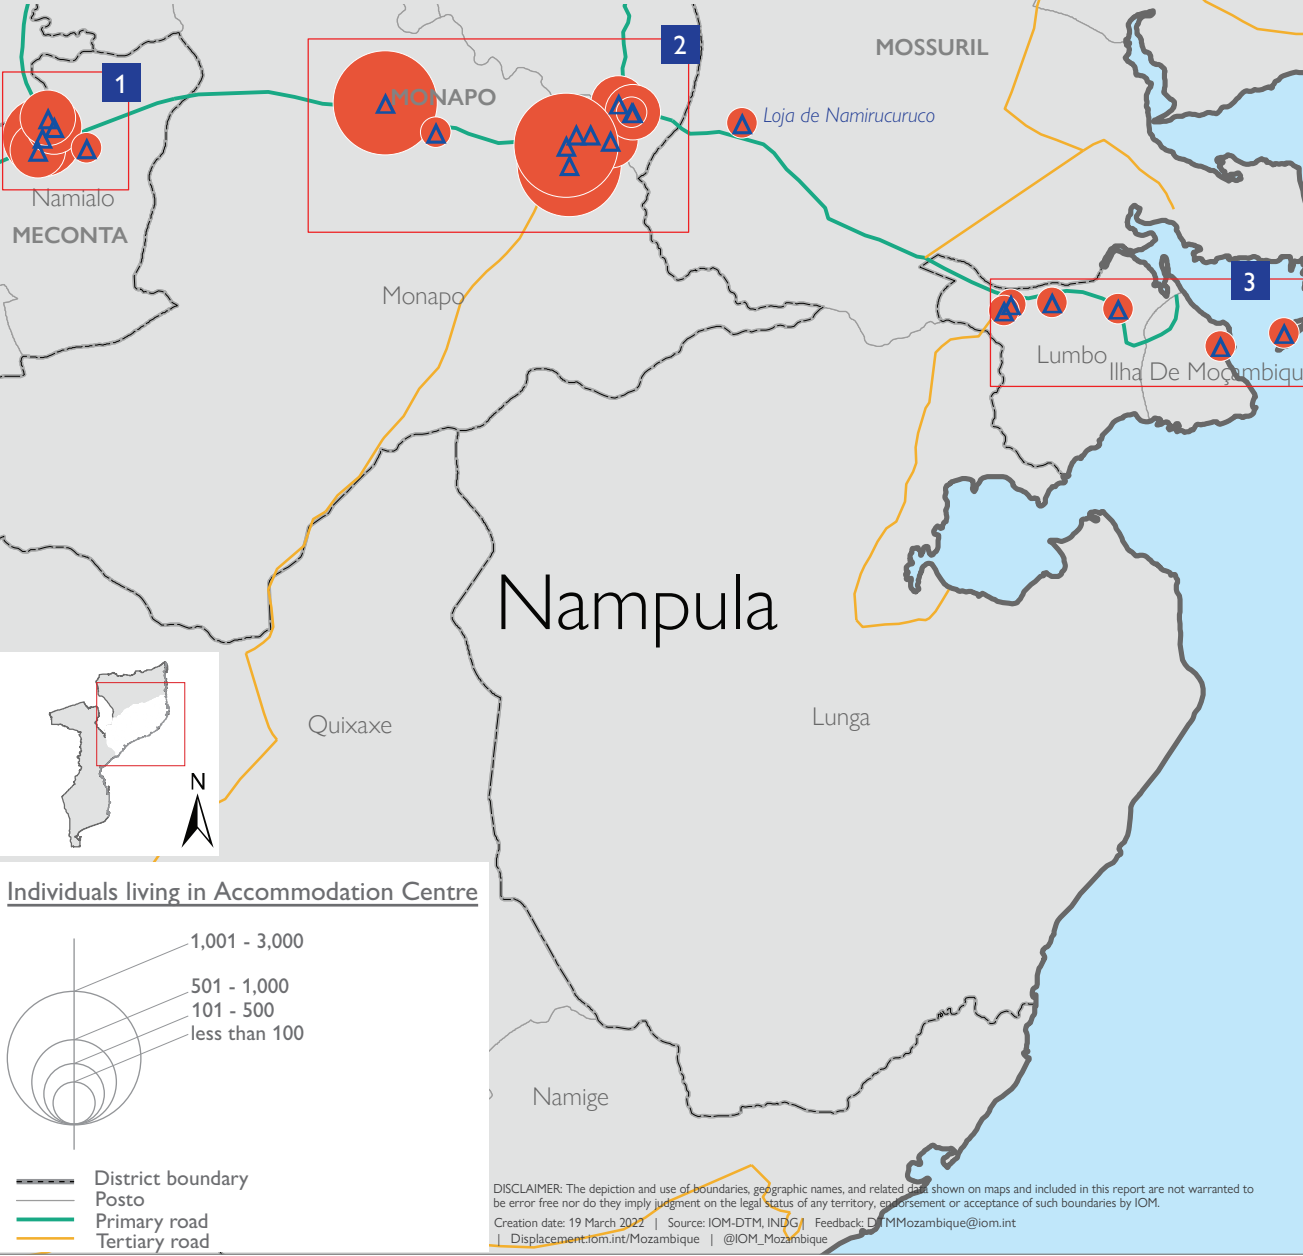 2
MOSSURIL
1
MONAPO
Loja de Namirucuruco
Namialo
MECONTA
3
Monapo
Lumbo
Ilha De Moçambiqu
Nampula
Quixaxe
Lunga
N
Individuals living in Accommodation Centre
1,001 - 3,000
501 - 1,000
101 - 500
less than 100
Namige
District boundary
Posto
Primary road
Tertiary road
DISCLAIMER: The depiction and use of boundaries, geographic names, and related data shown on maps and included in this report are not warranted to
be error free nor do they imply judgment on the legal status of any territory, endorsement or acceptance of such boundaries by IOM.
Creation date: 19 March 2022 | Source: IOM-DTM, INDG | Feedback: DTMMozambique@iom.int
| Displacement.iom.int/Mozambique | @IOM_Mozambique